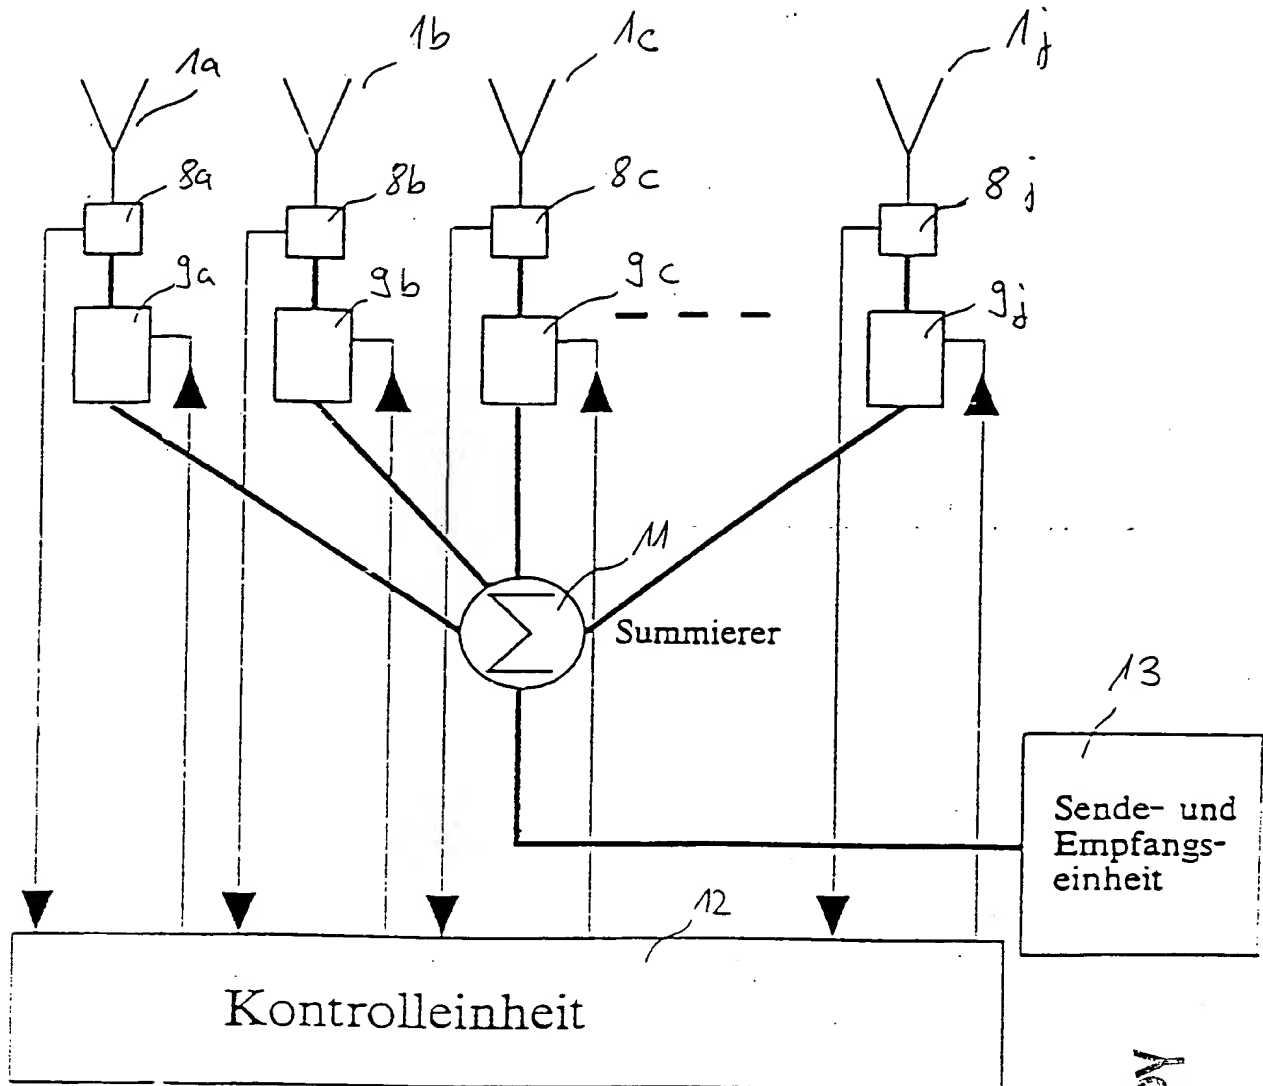 1a
1b
1c
1j
8a
8b
8c
8j
9a
9b
9c
9j
11
Summierer
13
Sende- und
Empfangs-
einheit
12
Kontrolleinheit